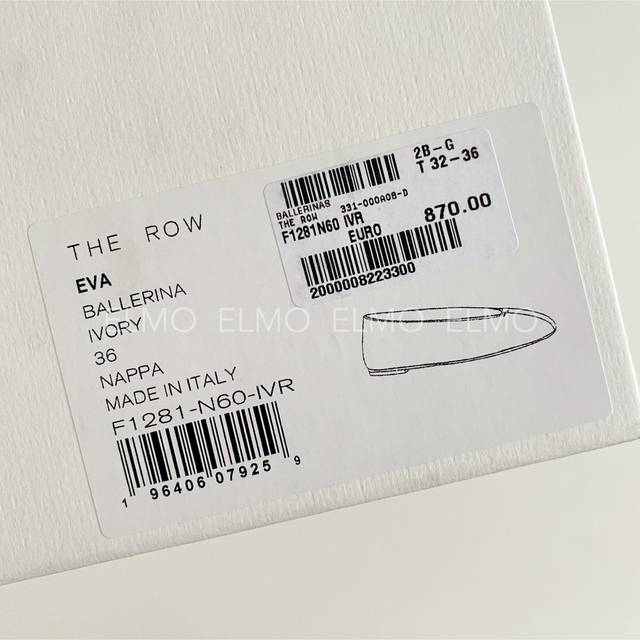 THE ROW
EVA
BALLERINA
IVORY
36
NAPPA
MADE IN ITALY
F1281-N60-IVR
1 96406 07925 9
2B-G
T 32-36
BALLERINAS
THE ROW 331-000A08-D
F1281N60 IVR
EURO 870.00
2000008223300
ELMO ELMO ELMO ELMO